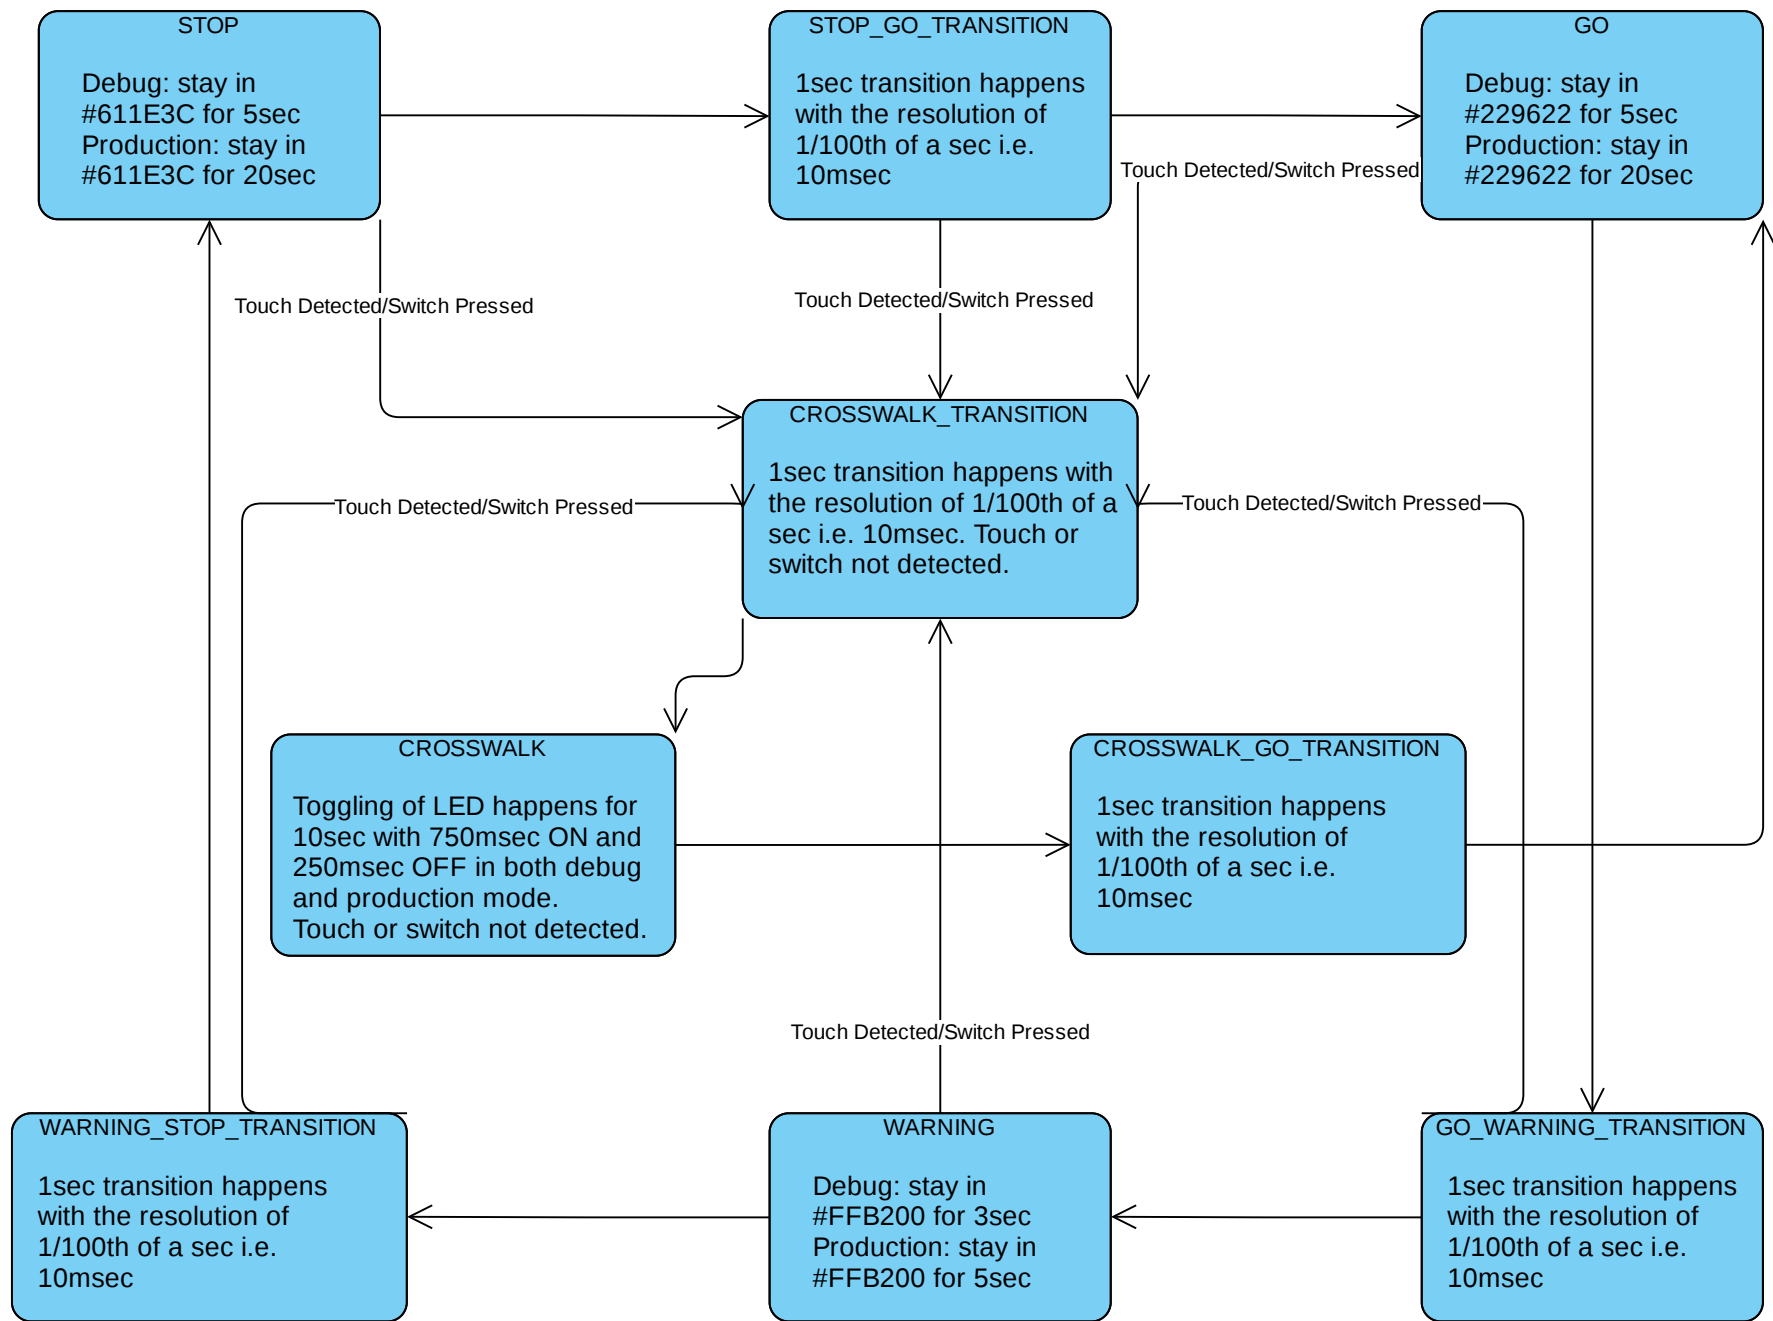 STOP
Debug: stay in
#611E3C for 5sec
Production: stay in
#611E3C for 20sec
STOP_GO_TRANSITION
1sec transition happens
with the resolution of
1/100th of a sec i.e.
10msec
GO
Debug: stay in
#229622 for 5sec
Production: stay in
#229622 for 20sec
Touch Detected/Switch Pressed
Touch Detected/Switch Pressed
Touch Detected/Switch Pressed
CROSSWALK_TRANSITION
1sec transition happens with
the resolution of 1/100th of a
sec i.e. 10msec. Touch or
switch not detected.
Touch Detected/Switch Pressed
Touch Detected/Switch Pressed
CROSSWALK
Toggling of LED happens for
10sec with 750msec ON and
250msec OFF in both debug
and production mode.
Touch or switch not detected.
CROSSWALK_GO_TRANSITION
1sec transition happens
with the resolution of
1/100th of a sec i.e.
10msec
Touch Detected/Switch Pressed
WARNING_STOP_TRANSITION
1sec transition happens
with the resolution of
1/100th of a sec i.e.
10msec
WARNING
Debug: stay in
#FFB200 for 3sec
Production: stay in
#FFB200 for 5sec
GO_WARNING_TRANSITION
1sec transition happens
with the resolution of
1/100th of a sec i.e.
10msec